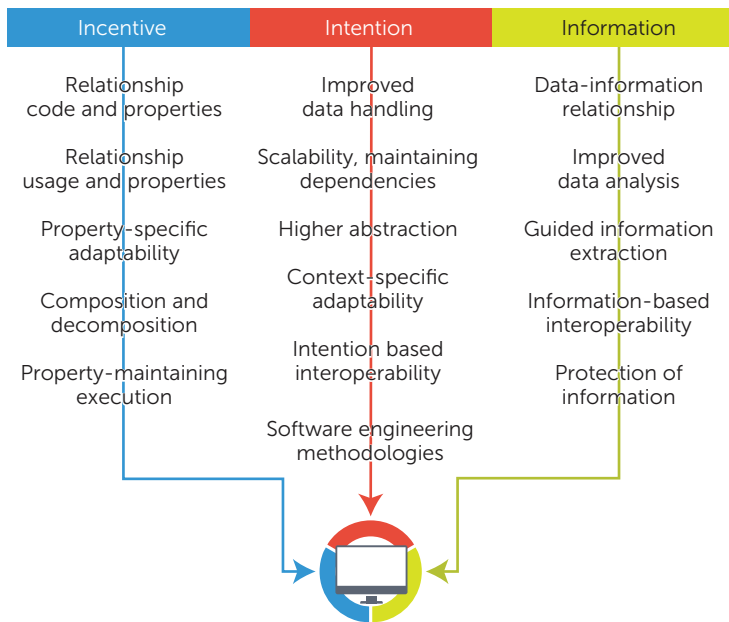 Incentive
Relationship
code and properties
Relationship
usage and properties
Property-specific
adaptability
Composition and
decomposition
Property-maintaining
execution
Intention
Improved
data handling
Scalability, maintaining
dependencies
Higher abstraction
Context-specific
adaptability
Intention based
interoperability
Software engineering
methodologies
Information
Data-information
relationship
Improved
data analysis
Guided information
extraction
Information-based
interoperability
Protection of
information